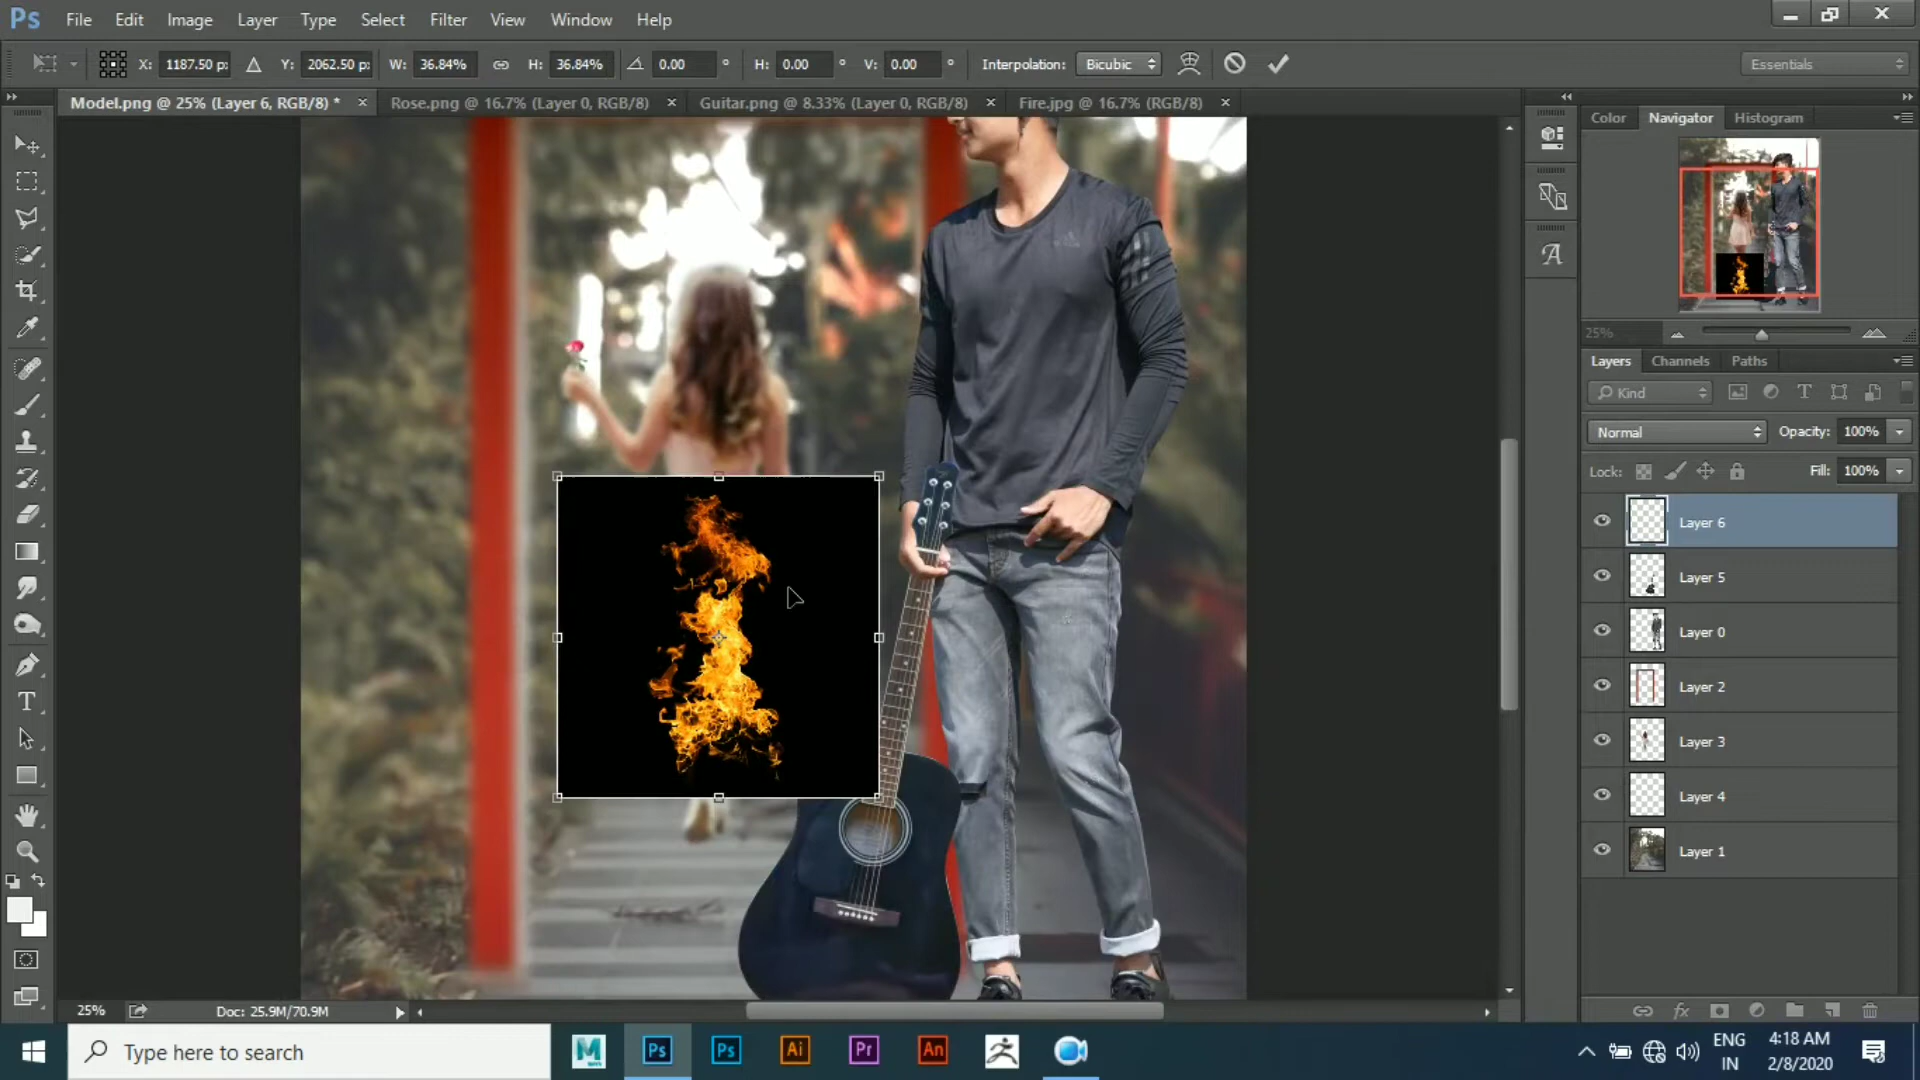 Ps File Edit Image Layer Type Select Filter View Window Help
X: 1187.50 p: Y: 2062.50 p: W: 36.84% H: 36.84% 0.00 ° H: 0.00 ° V: 0.00 ° Interpolation: Bicubic Essentials
Model.png @ 25% (Layer 6, RGB/8) * × Rose.png @ 16.7% (Layer 0, RGB/8) × Guitar.png @ 8.33% (Layer 0, RGB/8) × Fire.jpg @ 16.7% (RGB/8) ×
Color Navigator Histogram
25%
Layers Channels Paths
Kind
Normal Opacity: 100%
Lock: Fill: 100%
Layer 6
Layer 5
Layer 0
Layer 2
Layer 3
Layer 4
Layer 1
fx
25% Doc: 25.9M/70.9M
Type here to search
M Ps Ps Ai Pr An
ENG
IN
4:18 AM
2/8/2020